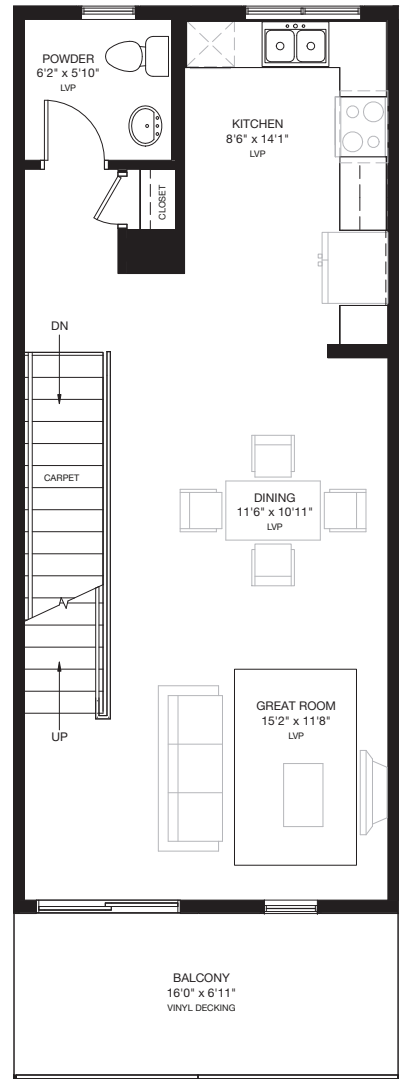 POWDER
6'2" x 5'10"
LVP
KITCHEN
8'6" x 14'1"
LVP
CLOSET
DN
CARPET
DINING
11'6" x 10'11"
LVP
GREAT ROOM
15'2" x 11'8"
LVP
UP
BALCONY
16'0" x 6'11"
VINYL DECKING